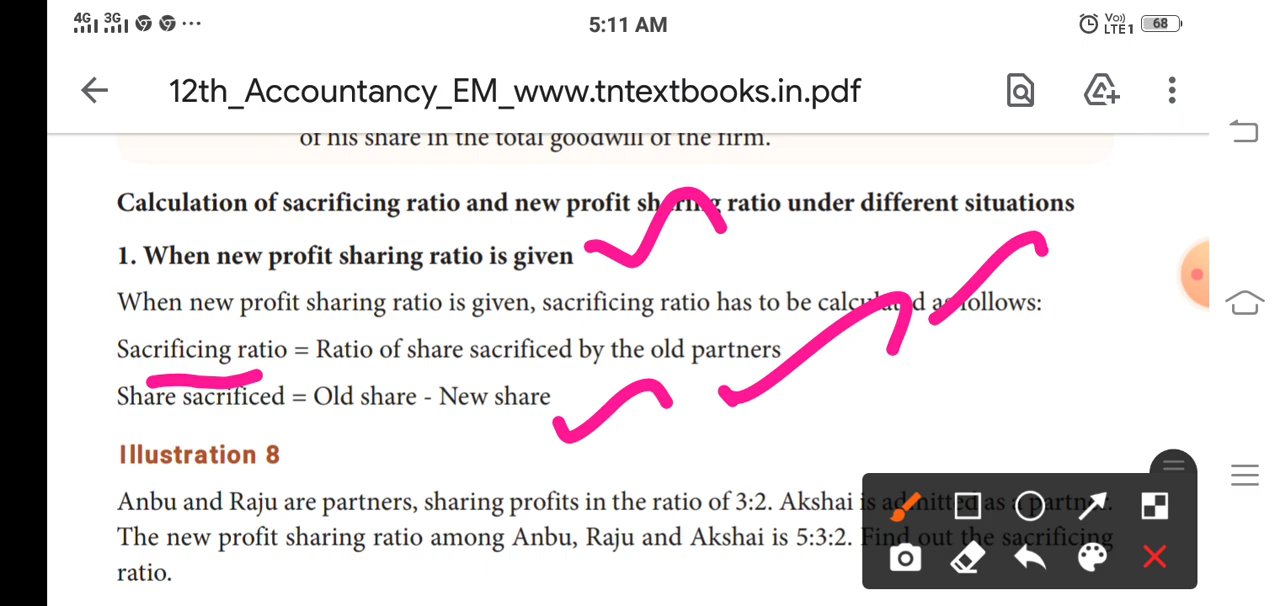 4G 3G 5:11 AM Vo)) LTE1 68
12th_Accountancy_EM_www.tntextbooks.in.pdf
of his share in the total goodwill of the firm.
Calculation of sacrificing ratio and new profit sharing ratio under different situations
1. When new profit sharing ratio is given
When new profit sharing ratio is given, sacrificing ratio has to be calculated as follows:
Sacrificing ratio = Ratio of share sacrificed by the old partners
Share sacrificed = Old share - New share
Illustration 8
Anbu and Raju are partners, sharing profits in the ratio of 3:2. Akshai is admitted as a partner.
The new profit sharing ratio among Anbu, Raju and Akshai is 5:3:2. Find out the sacrificing
ratio.